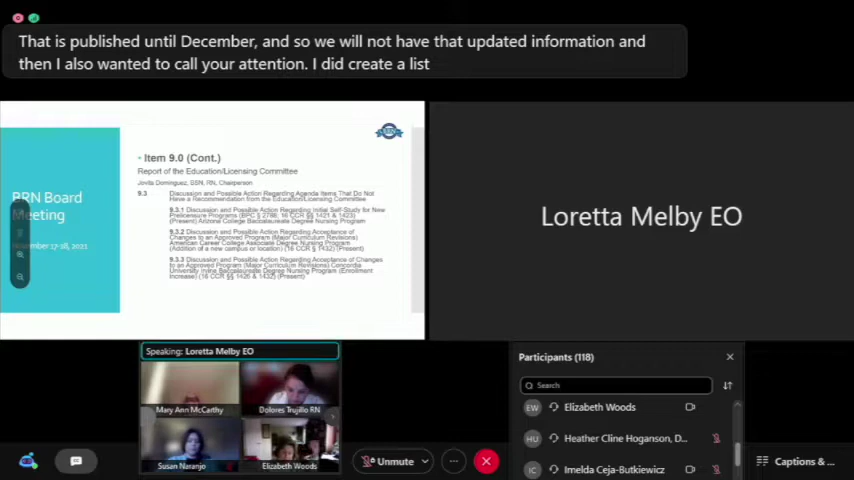 That is published until December, and so we will not have that updated information and
then I also wanted to call your attention. I did create a list
BRN Board
Meeting
November 17-18, 2021
Item 9.0 (Cont.)
Report of the Education/Licensing Committee
Jovita Dominguez, BSN, RN, Chairperson
9.3 Discussion and Possible Action Regarding Agenda Items That Do Not
Have a Recommendation from the Education/Licensing Committee
9.3.1 Discussion and Possible Action Regarding Initial Self-Study for New
Prelicensure Programs (BPC § 2786; 16 CCR §§ 1421 & 1423)
(Present) Arizona College Baccalaureate Degree Nursing Program
9.3.2 Discussion and Possible Action Regarding Acceptance of
Changes to an Approved Program (Major Curriculum Revisions)
American Career College Associate Degree Nursing Program
(Addition of a new campus or location) (16 CCR § 1432) (Present)
9.3.3 Discussion and Possible Action Regarding Acceptance of Changes
to an Approved Program (Major Curriculum Revisions) Concordia
University Irvine Baccalaureate Degree Nursing Program (Enrollment
Increase) (16 CCR §§ 1426 & 1432) (Present)
Loretta Melby EO
Speaking: Loretta Melby EO
Mary Ann McCarthy
Dolores Trujillo RN
Susan Naranjo
Elizabeth Woods
Participants (118)
Search
EW Elizabeth Woods
HU Heather Cline Hoganson, D...
IC Imelda Ceja-Butkiewicz
Unmute
Captions & ...